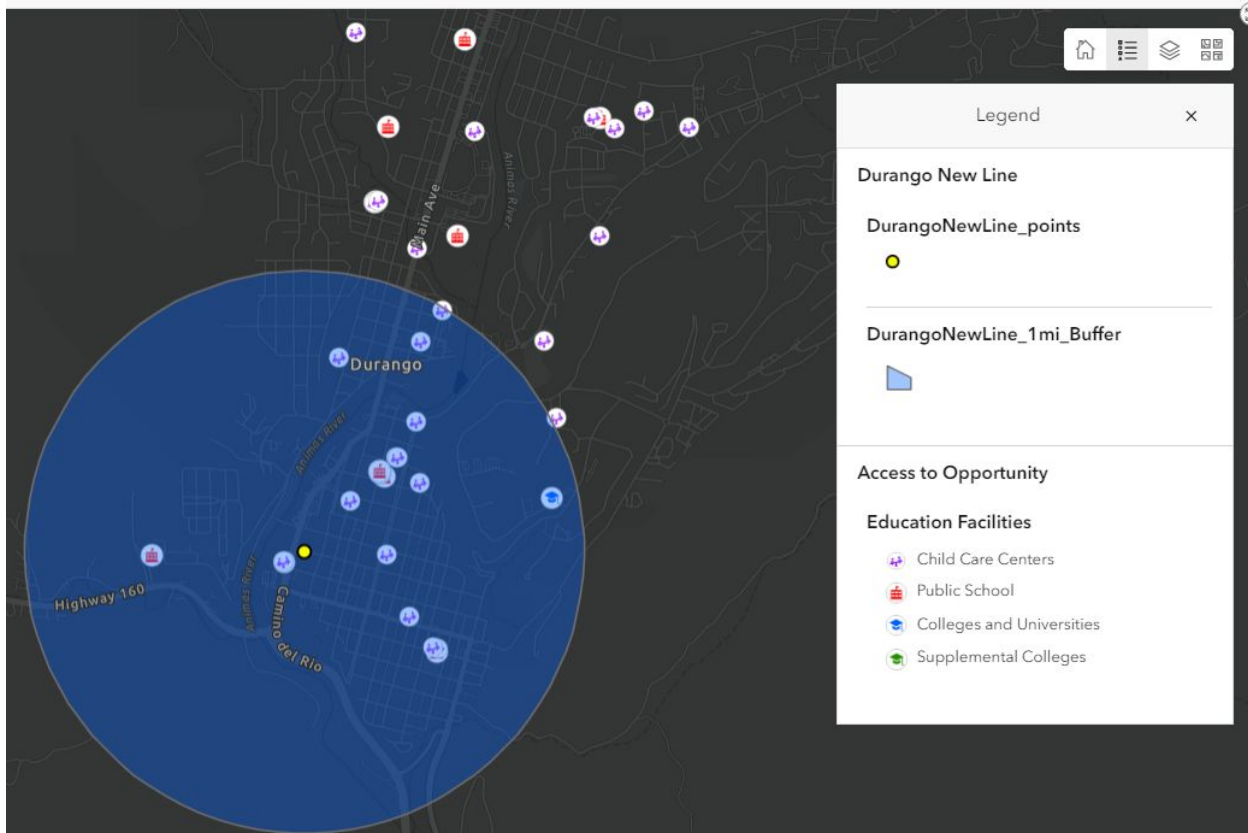 Main Ave
Animas River
Durango
Animas River
Highway 160
Animas River
Camino del Rio
Legend
Durango New Line
DurangoNewLine_points
DurangoNewLine_1mi_Buffer
Access to Opportunity
Education Facilities
Child Care Centers
Public School
Colleges and Universities
Supplemental Colleges